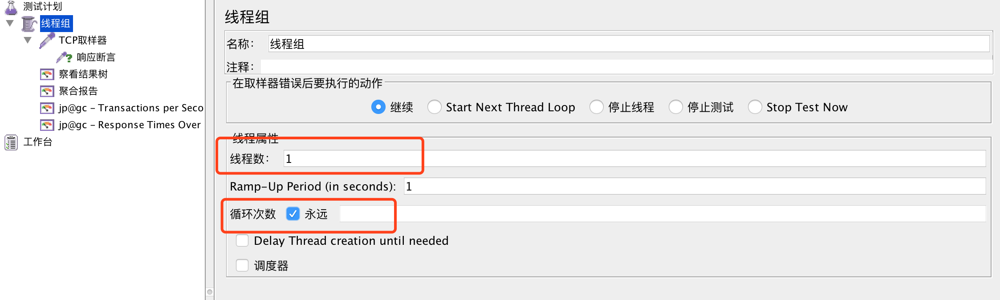 测试计划
线程组
TCP取样器
响应断言
察看结果树
聚合报告
jp@gc - Transactions per Seco
jp@gc - Response Times Over
工作台
线程组
名称： 线程组
注释：
在取样器错误后要执行的动作
继续 Start Next Thread Loop 停止线程 停止测试 Stop Test Now
线程属性
线程数： 1
Ramp-Up Period (in seconds): 1
循环次数 永远
Delay Thread creation until needed
调度器